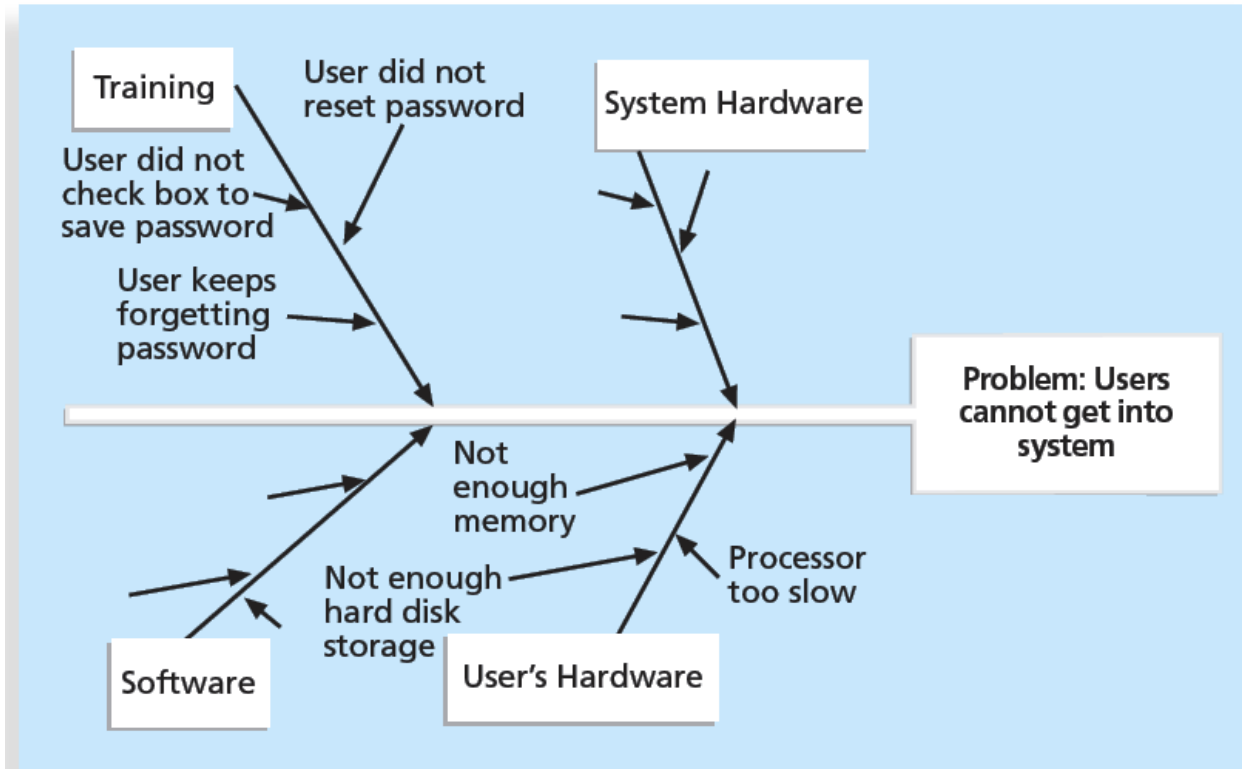 Training
User did not
reset password
System Hardware
User did not
check box to
save password
User keeps
forgetting
password
Problem: Users
cannot get into
system
Not
enough
memory
Not enough
hard disk
storage
Processor
too slow
Software
User's Hardware